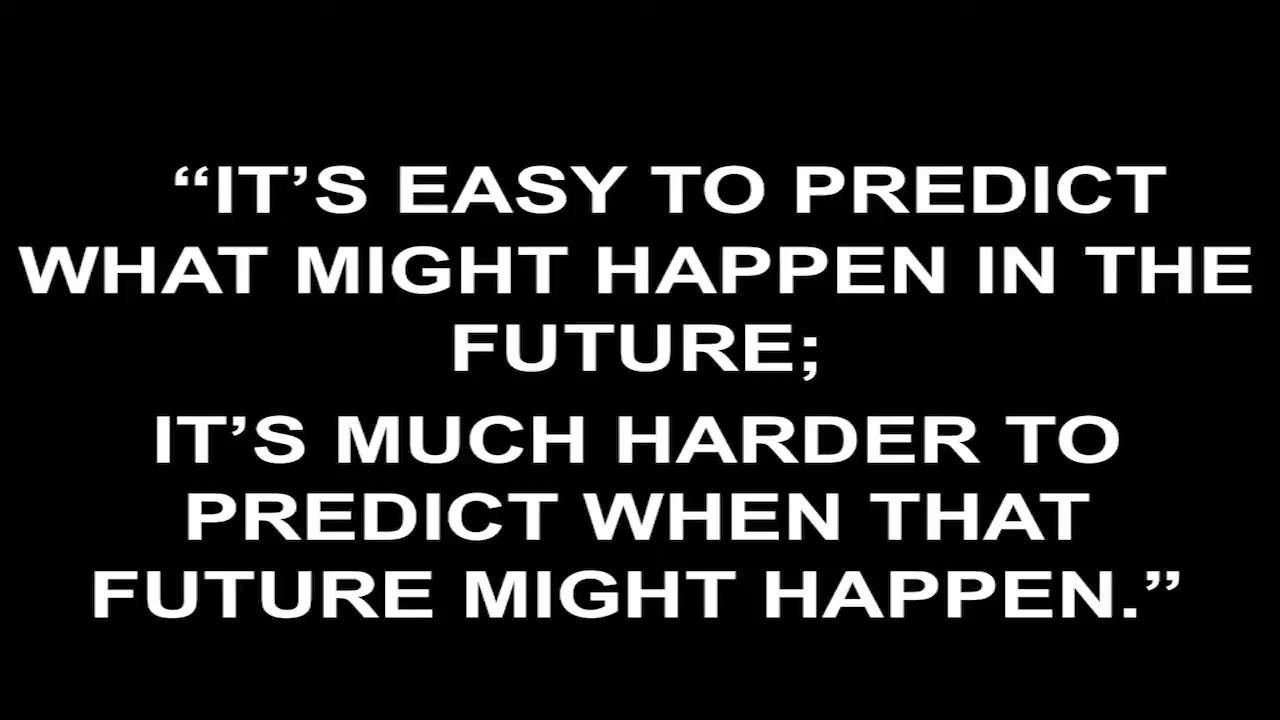 “IT’S EASY TO PREDICT
WHAT MIGHT HAPPEN IN THE
FUTURE;
IT’S MUCH HARDER TO
PREDICT WHEN THAT
FUTURE MIGHT HAPPEN.”